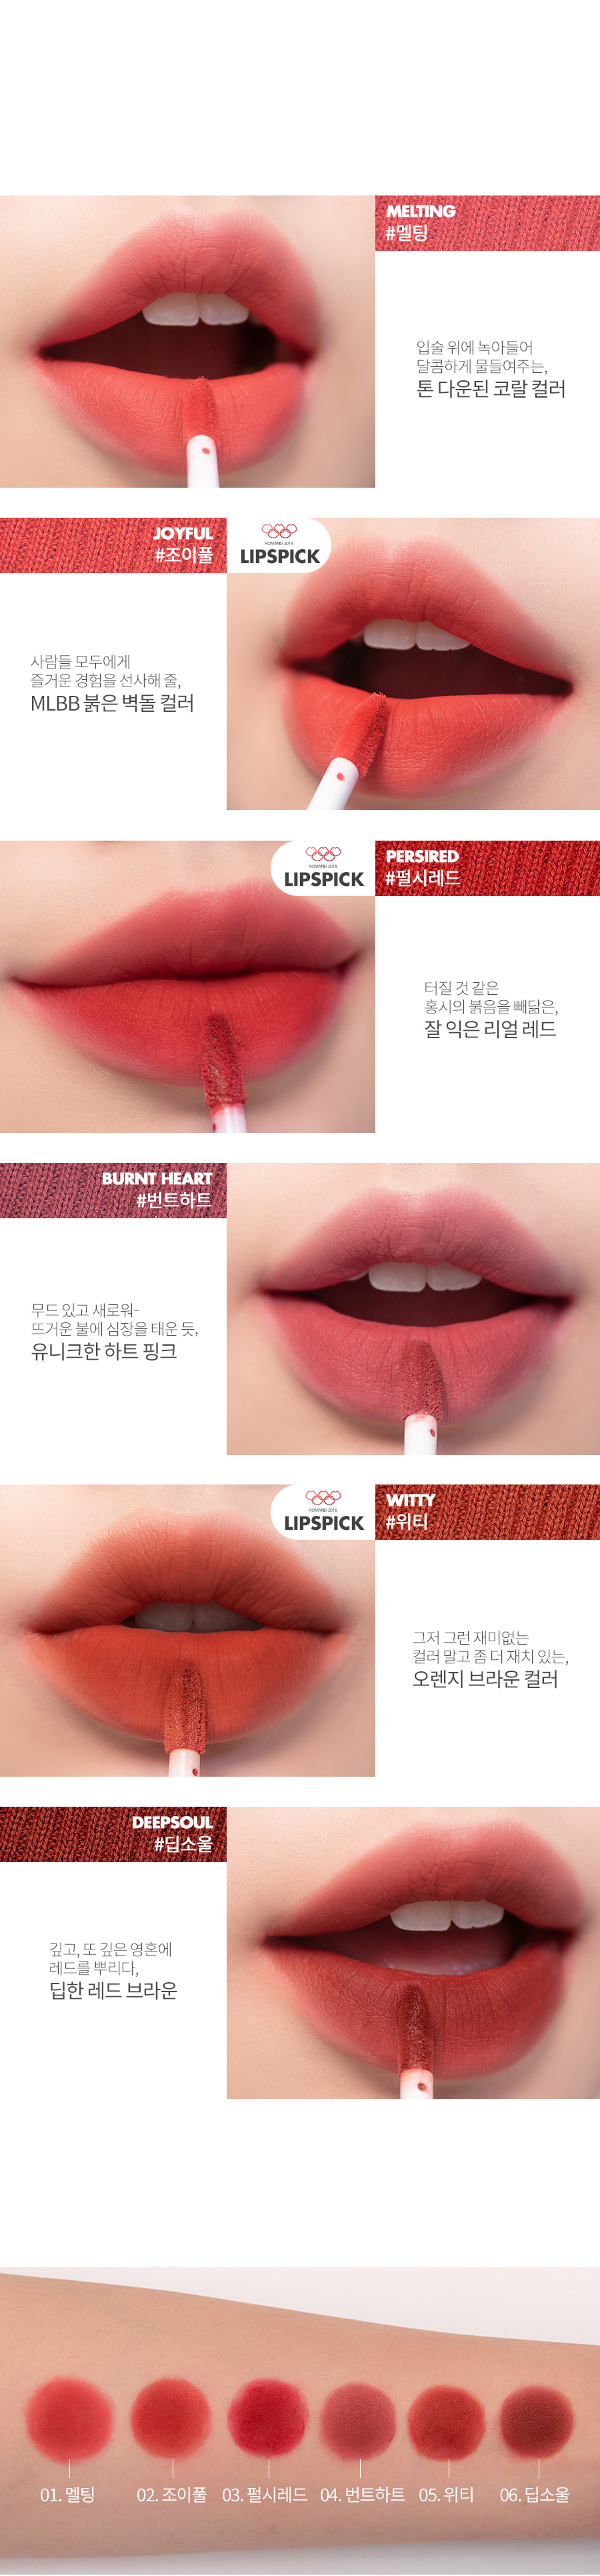 MELTING
#멜팅
입술 위에 녹아들어
달콤하게 물들여주는,
톤 다운된 코랄 컬러
JOYFUL
#조이풀
ROMAND 2018
LIPSPICK
사람들 모두에게
즐거운 경험을 선사해 줄,
MLBB 붉은 벽돌 컬러
ROMAND 2018
LIPSPICK
PERSIRED
#펄시레드
터질 것 같은
홍시의 붉음을 빼닮은,
잘 익은 리얼 레드
BURNT HEART
#번트하트
무드 있고 새로워-
뜨거운 불에 심장을 태운 듯,
유니크한 하트 핑크
ROMAND 2018
LIPSPICK
WITTY
#위티
그저 그런 재미없는
컬러 말고 좀 더 재치 있는,
오렌지 브라운 컬러
DEEPSOUL
#딥소울
깊고, 또 깊은 영혼에
레드를 뿌리다,
딥한 레드 브라운
01. 멜팅
02. 조이풀
03. 펄시레드
04. 번트하트
05. 위티
06. 딥소울